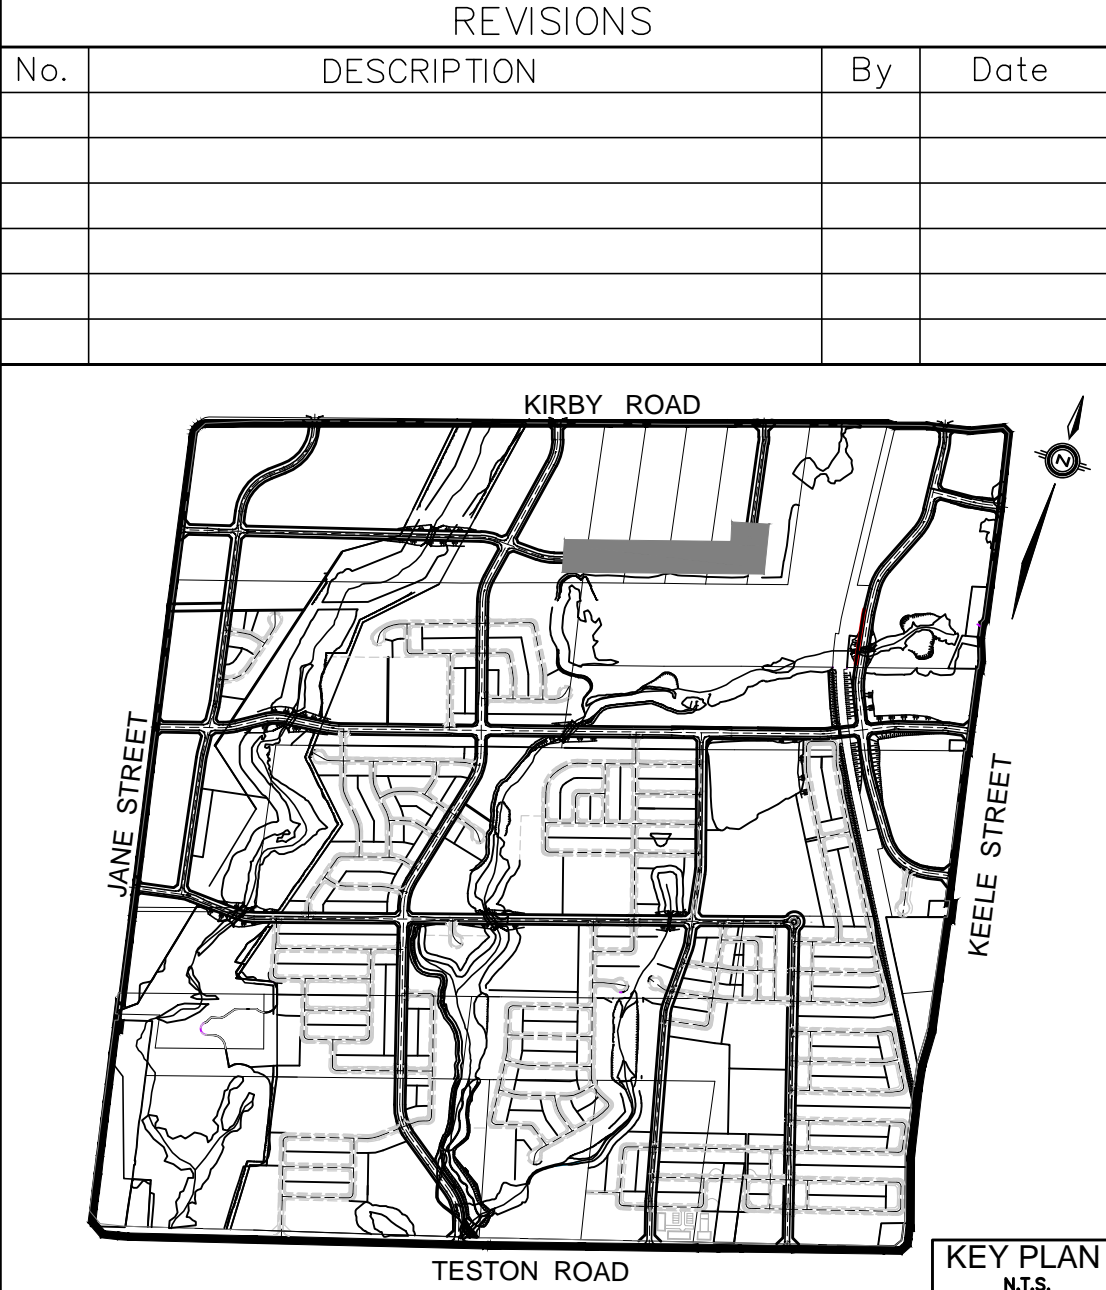 REVISIONS
No. DESCRIPTION By Date
KIRBY ROAD
N
JANE STREET
KEELE STREET
TESTON ROAD
KEY PLAN
N.T.S.